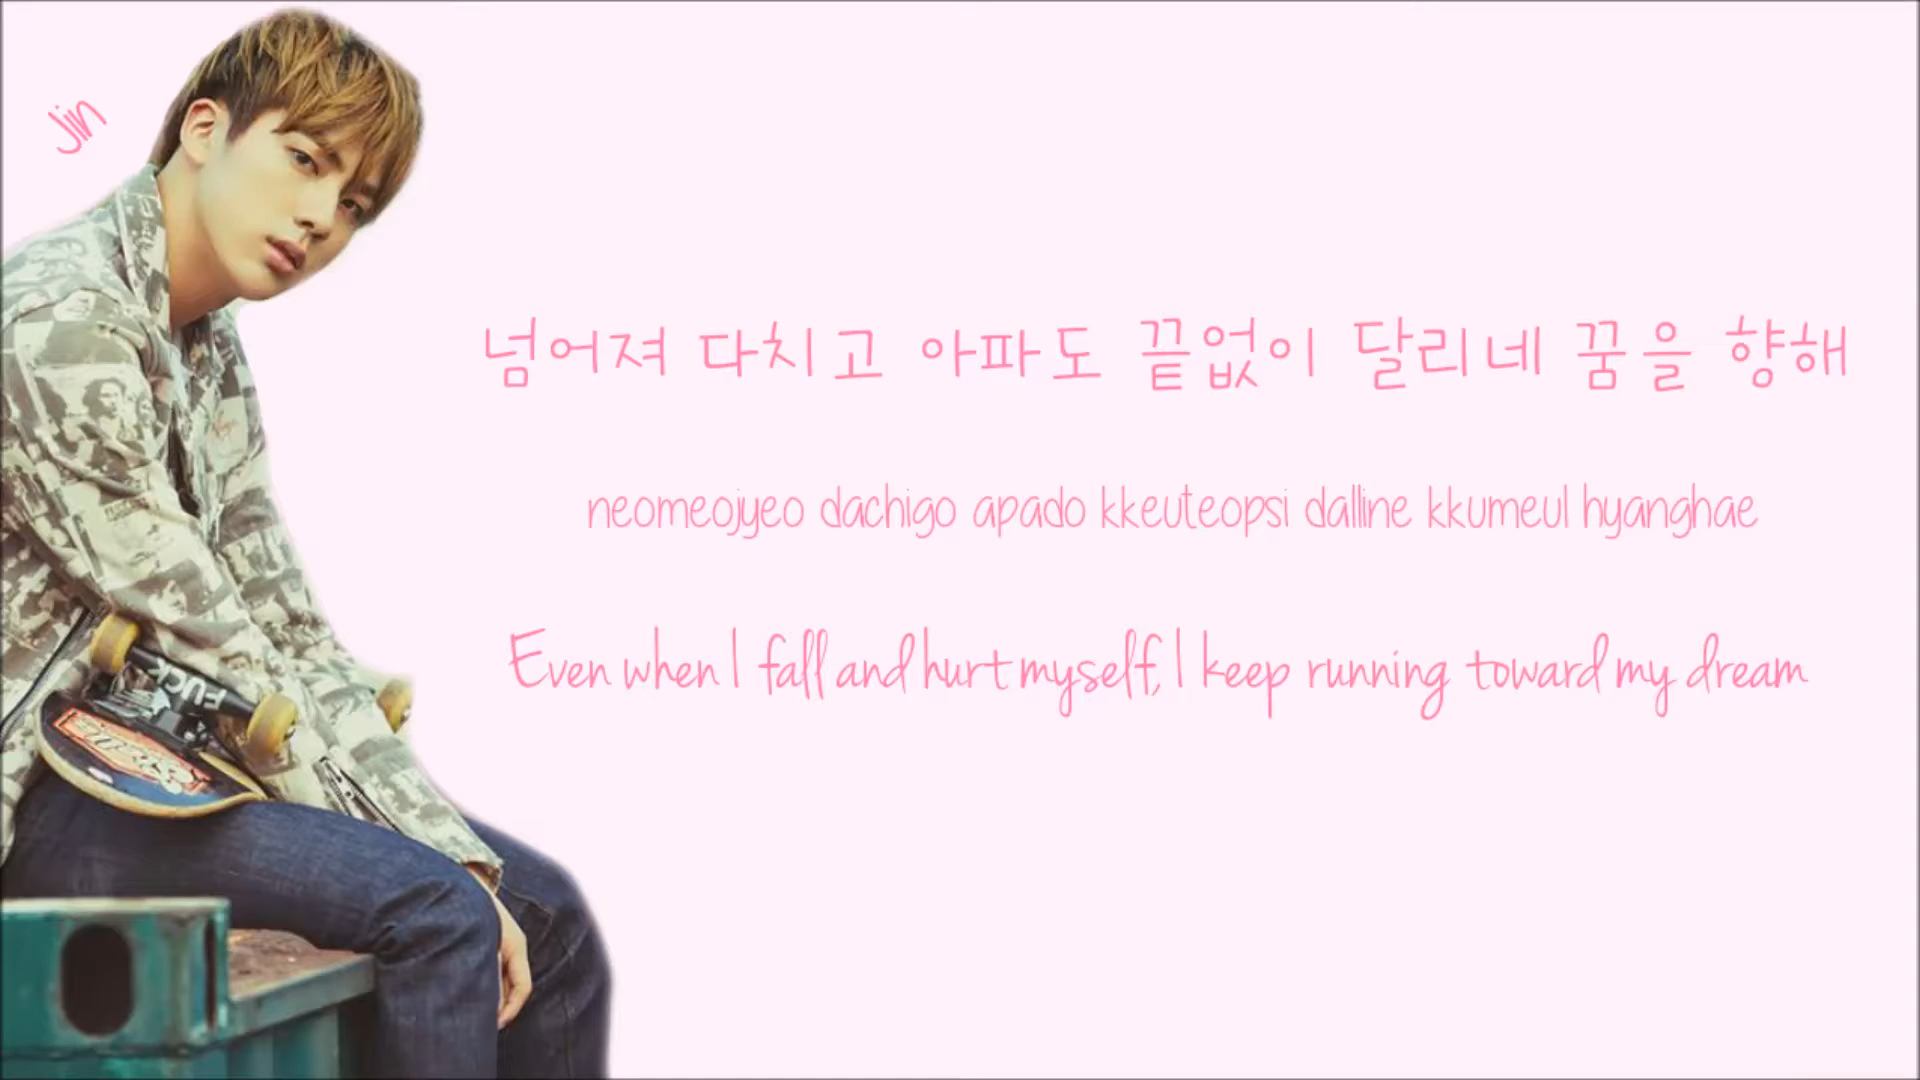 Jin
넘어져 다치고 아파도 끝없이 달리네 꿈을 향해
neomeojyeo dachigo apado kkeuteopsi dalline kkumeul hyanghae
Even when I fall and hurt myself, I keep running toward my dream
FUCK